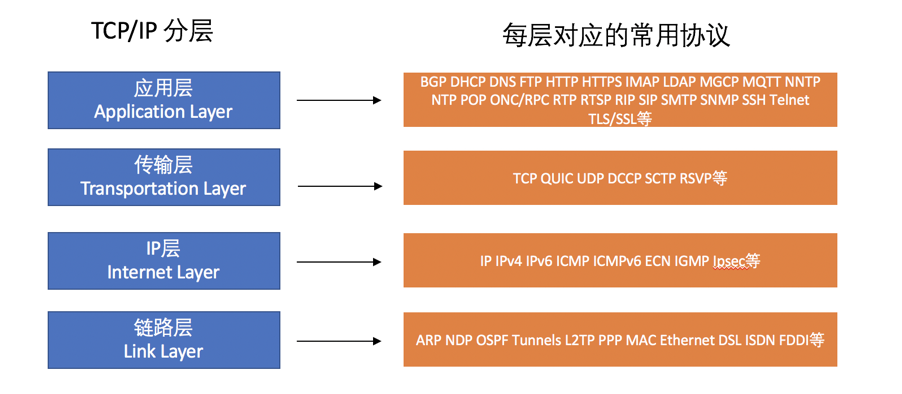 TCP/IP 分层
每层对应的常用协议
应用层
Application Layer
BGP DHCP DNS FTP HTTP HTTPS IMAP LDAP MGCP MQTT NNTP
NTP POP ONC/RPC RTP RTSP RIP SIP SMTP SNMP SSH Telnet
TLS/SSL等
传输层
Transportation Layer
TCP QUIC UDP DCCP SCTP RSVP等
IP层
Internet Layer
IP IPv4 IPv6 ICMP ICMPv6 ECN IGMP Ipsec等
链路层
Link Layer
ARP NDP OSPF Tunnels L2TP PPP MAC Ethernet DSL ISDN FDDI等